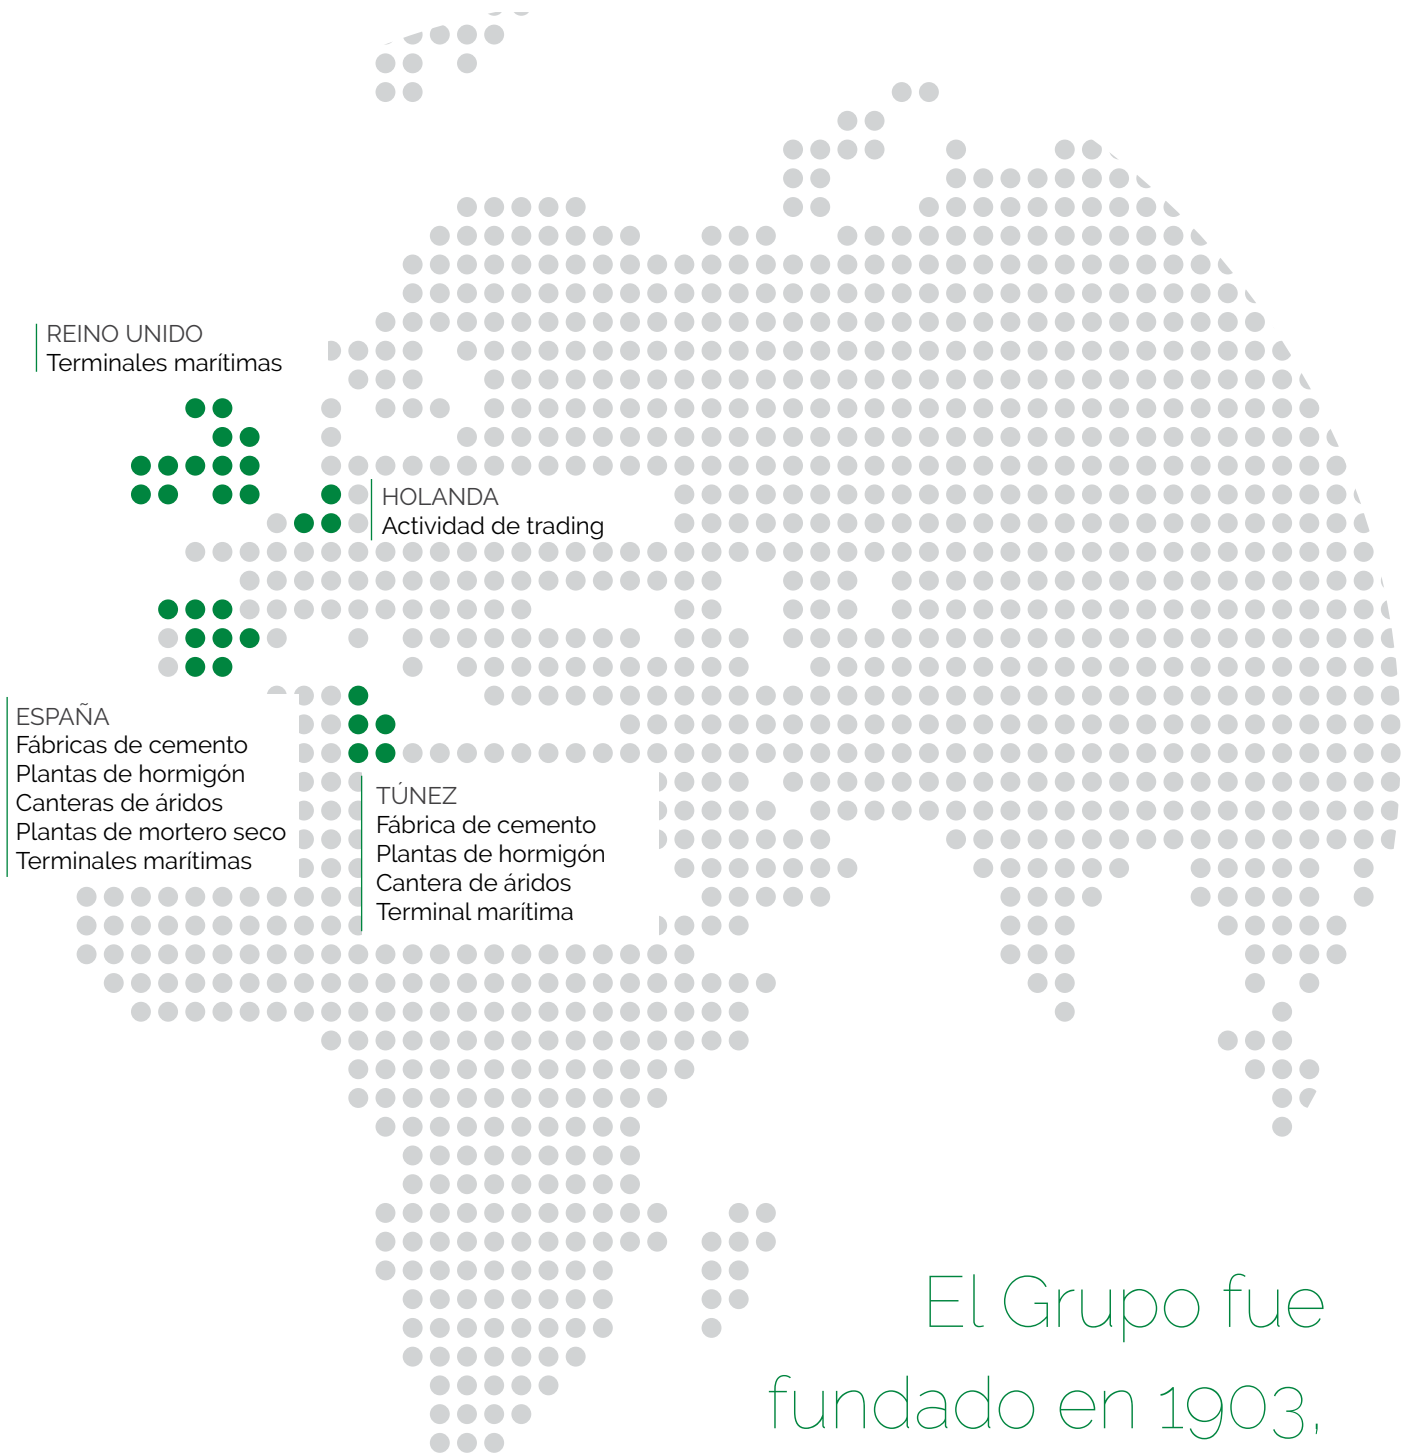 REINO UNIDO
Terminales marítimas
HOLANDA
Actividad de trading
ESPAÑA
Fábricas de cemento
Plantas de hormigón
Canteras de áridos
Plantas de mortero seco
Terminales marítimas
TÚNEZ
Fábrica de cemento
Plantas de hormigón
Cantera de áridos
Terminal marítima
El Grupo fue
fundado en 1903,